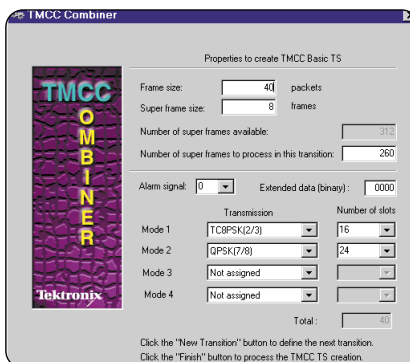 TMCC Combiner
Properties to create TMCC Basic TS
TMCC
OMBINER
Tektronix
Frame size: 40 packets
Super frame size: 8 frames
Number of super frames available: 312
Number of super frames to process in this transition: 260
Alarm signal: 0 Extended data (binary) : 0000
Transmission Number of slots
Mode 1 TC8PSK(2/3) 16
Mode 2 QPSK(7/8) 24
Mode 3 Not assigned
Mode 4 Not assigned
Total : 40
Click the "New Transition" button to define the next transition.
Click the "Finish" button to process the TMCC TS creation.